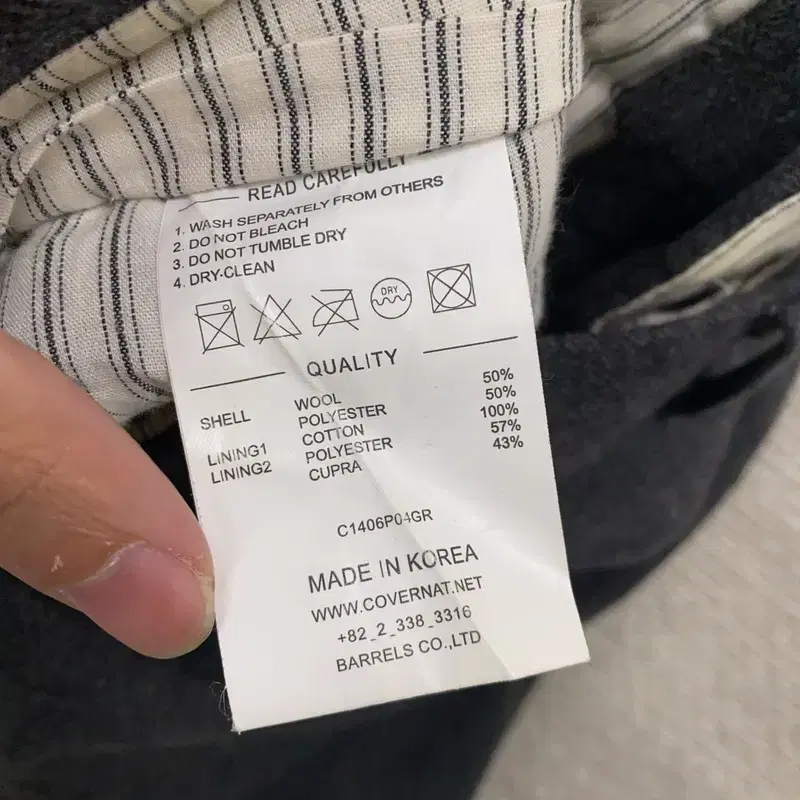 READ CAREFULLY
1. WASH SEPARATELY FROM OTHERS
2. DO NOT BLEACH
3. DO NOT TUMBLE DRY
4. DRY-CLEAN
DRY
QUALITY
SHELL WOOL 50%
POLYESTER 50%
LINING1 COTTON 100%
LINING2 POLYESTER 57%
CUPRA 43%
C1406P04GR
MADE IN KOREA
WWW.COVERNAT.NET
+82_2_338_3316
BARRELS CO.,LTD